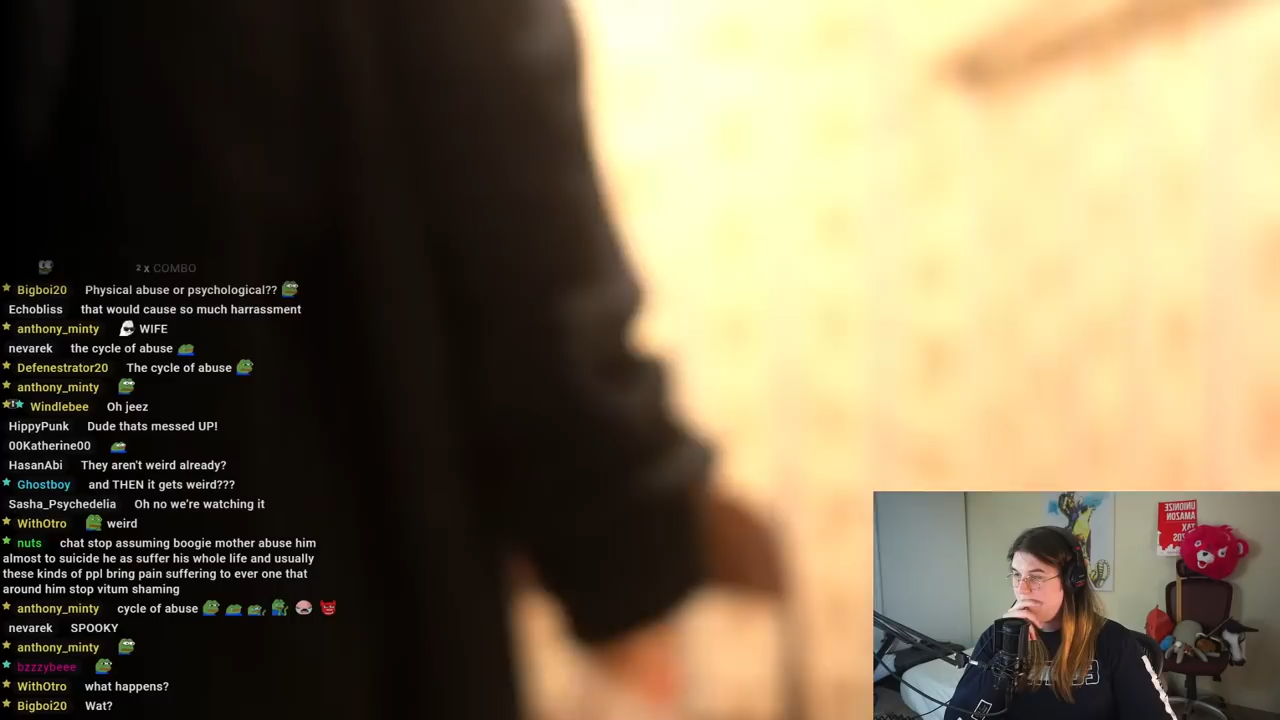 2 x COMBO
Bigboi20 Physical abuse or psychological??
Echobliss that would cause so much harrassment
anthony_minty WIFE
nevarek the cycle of abuse
Defenestrator20 The cycle of abuse
anthony_minty
Windlebee Oh jeez
HippyPunk Dude thats messed UP!
00Katherine00
HasanAbi They aren't weird already?
Ghostboy and THEN it gets weird???
Sasha_Psychedelia Oh no we're watching it
WithOtro weird
nuts chat stop assuming boogie mother abuse him
almost to suicide he as suffer his whole life and usually
these kinds of ppl bring pain suffering to ever one that
around him stop vitum shaming
anthony_minty cycle of abuse
nevarek SPOOKY
anthony_minty
bzzzybeee
WithOtro what happens?
Bigboi20 Wat?
UNIONIZE
AMAZON
TAX